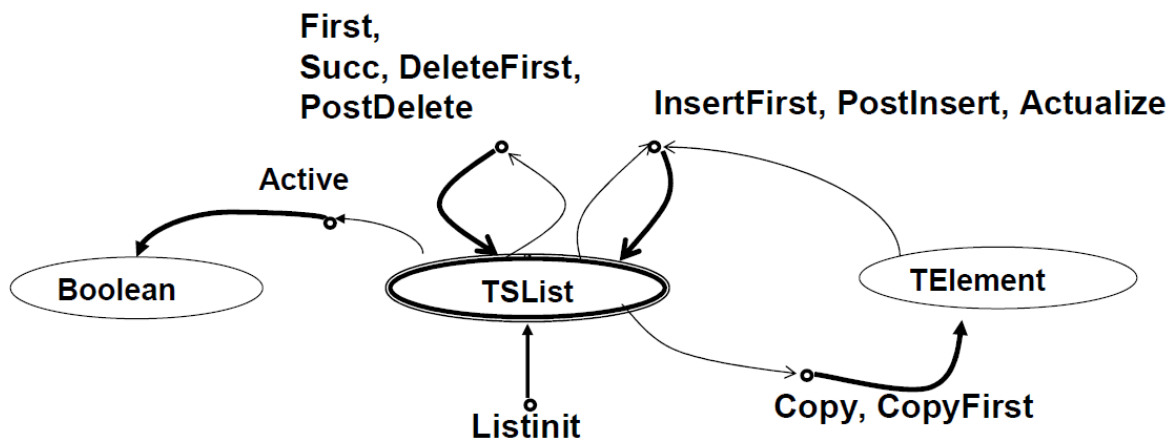 First,
Succ, DeleteFirst,
PostDelete
InsertFirst, PostInsert, Actualize
Active
Boolean
TSList
TElement
Listinit
Copy, CopyFirst